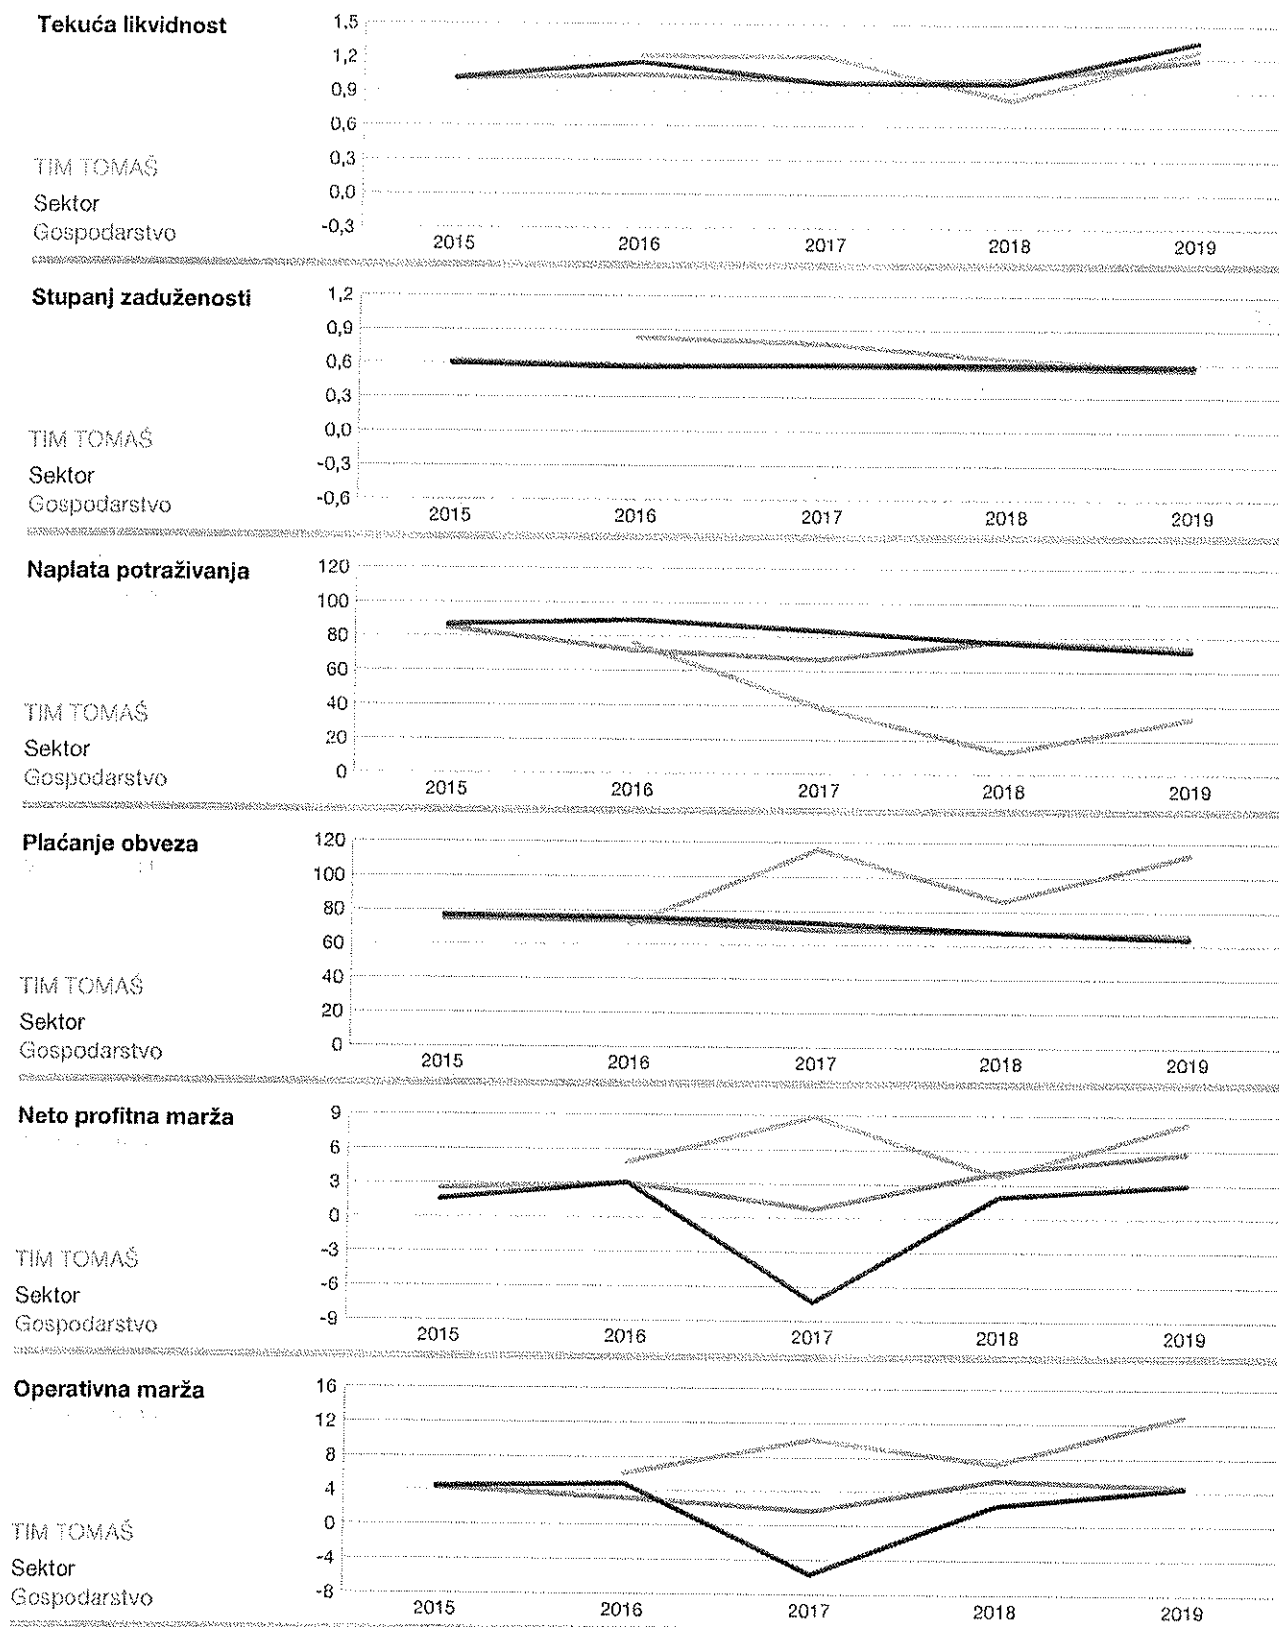 Tekuća likvidnost
1,5
1,2
0,9
0,6
0,3
0,0
-0,3
TIM TOMAŠ
Sektor
Gospodarstvo
2015 2016 2017 2018 2019
Stupanj zaduženosti
1,2
0,9
0,6
0,3
0,0
-0,3
-0,6
TIM TOMAŠ
Sektor
Gospodarstvo
2015 2016 2017 2018 2019
Naplata potraživanja
120
100
80
60
40
20
0
TIM TOMAŠ
Sektor
Gospodarstvo
2015 2016 2017 2018 2019
Plaćanje obveza
120
100
80
60
40
20
0
TIM TOMAŠ
Sektor
Gospodarstvo
2015 2016 2017 2018 2019
Neto profitna marža
9
6
3
0
-3
-6
-9
TIM TOMAŠ
Sektor
Gospodarstvo
2015 2016 2017 2018 2019
Operativna marža
16
12
8
4
0
-4
-8
TIM TOMAŠ
Sektor
Gospodarstvo
2015 2016 2017 2018 2019